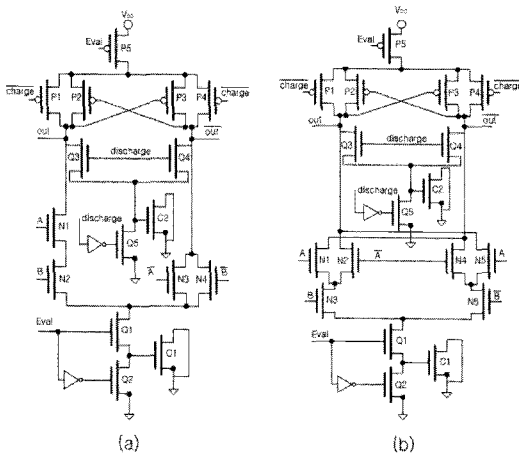 VDD
Eval
P5
charge
P1
P2
P3
P4
charge
out
out
Q3
discharge
Q4
discharge
Q5
C2
A
N1
B
N2
A
N3
N4
B
Eval
Q1
Q2
C1
(a)
VDD
Eval
P5
charge
P1
P2
P3
P4
charge
out
out
Q3
discharge
Q4
discharge
Q5
C2
A
N1
N2
A
N4
N5
A
B
N3
N6
B
Eval
Q1
Q2
C1
(b)